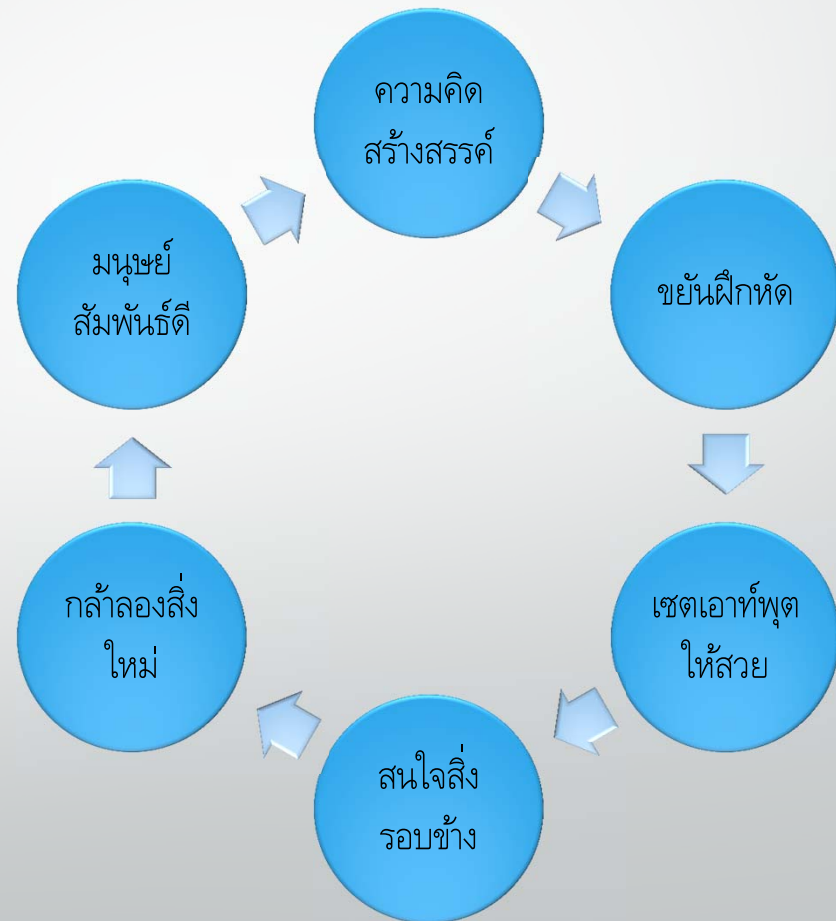 ความคิด
สร้างสรรค์
ขยันฝึกหัด
เซตเอาท์พุต
ให้สวย
สนใจสิ่ง
รอบข้าง
กล้าลองสิ่ง
ใหม่
มนุษย์
สัมพันธ์ดี